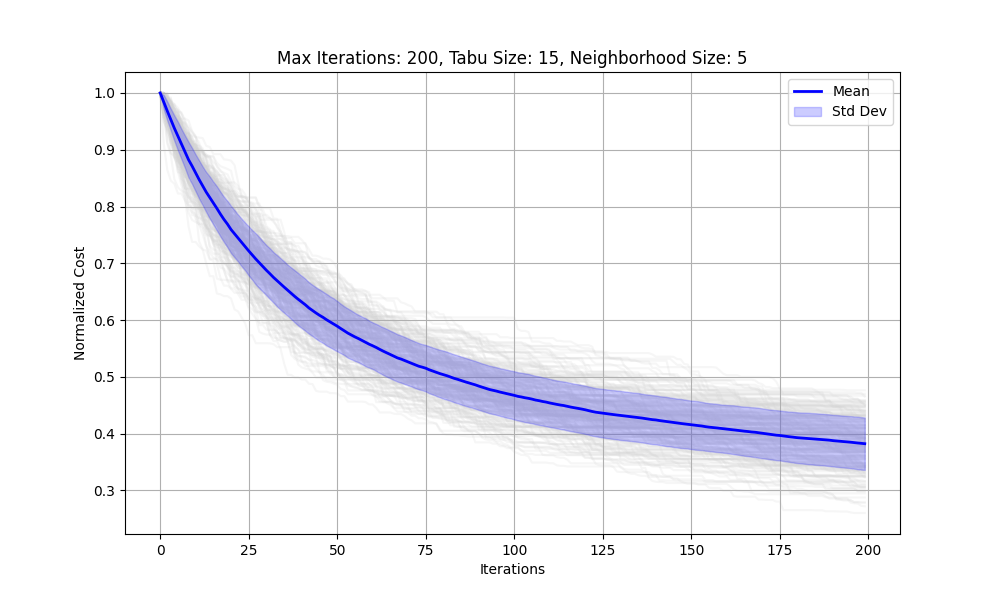 Max Iterations: 200, Tabu Size: 15, Neighborhood Size: 5
Mean
Std Dev
1.0
0.9
0.8
0.7
0.6
0.5
0.4
0.3
Normalized Cost
0 25 50 75 100 125 150 175 200
Iterations